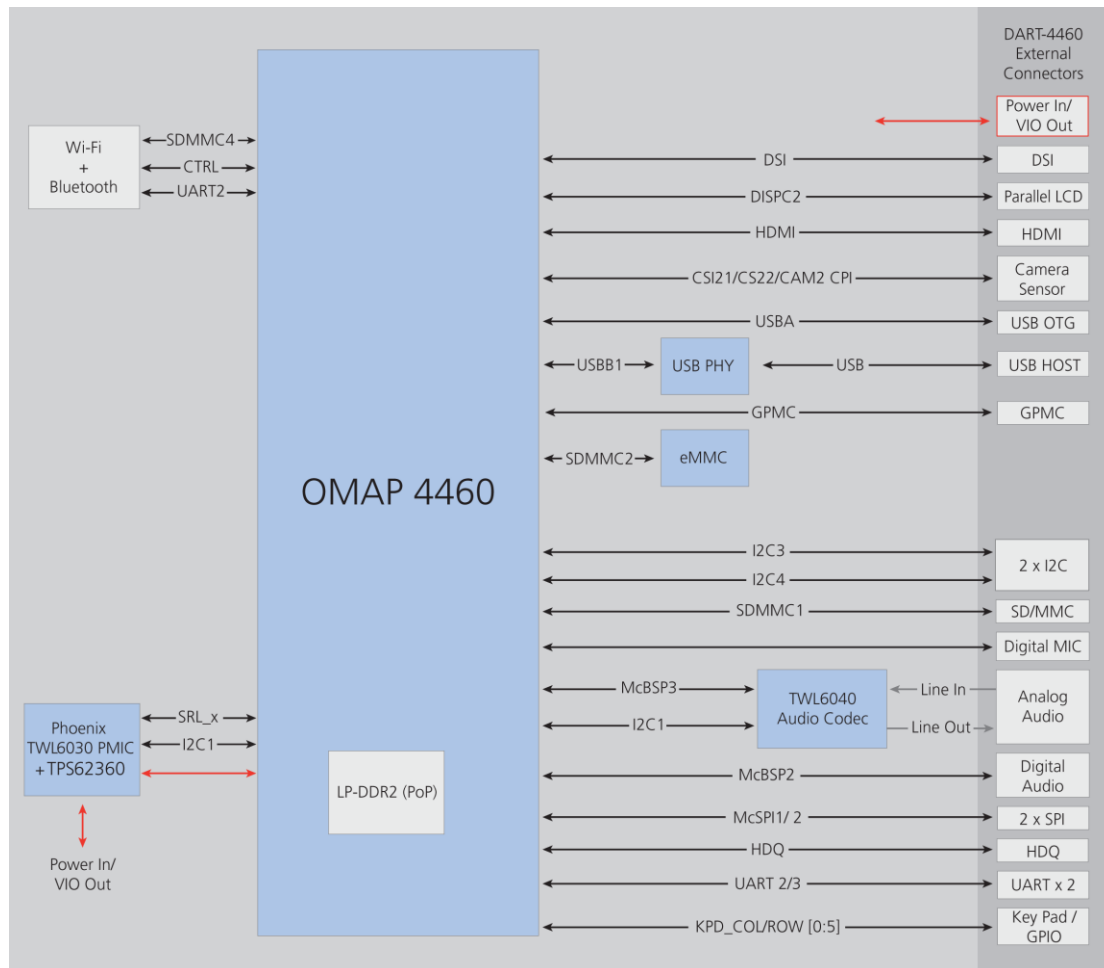 DART-4460
External
Connectors
Power In/
VIO Out
Wi-Fi
+
Bluetooth
SDMMC4
CTRL
UART2
DSI
DSI
DISPC2
Parallel LCD
HDMI
HDMI
CSI21/CS22/CAM2 CPI
Camera
Sensor
USBA
USB OTG
USBB1
USB PHY
USB
USB HOST
GPMC
GPMC
SDMMC2
eMMC
OMAP 4460
I2C3
I2C4
2 x I2C
SDMMC1
SD/MMC
Digital MIC
McBSP3
I2C1
TWL6040
Audio Codec
Line In
Line Out
Analog
Audio
Phoenix
TWL6030 PMIC
+ TPS62360
SRL_x
I2C1
Power In/
VIO Out
LP-DDR2 (PoP)
McBSP2
Digital
Audio
McSPI1/ 2
2 x SPI
HDQ
HDQ
UART 2/3
UART x 2
KPD_COL/ROW [0:5]
Key Pad /
GPIO